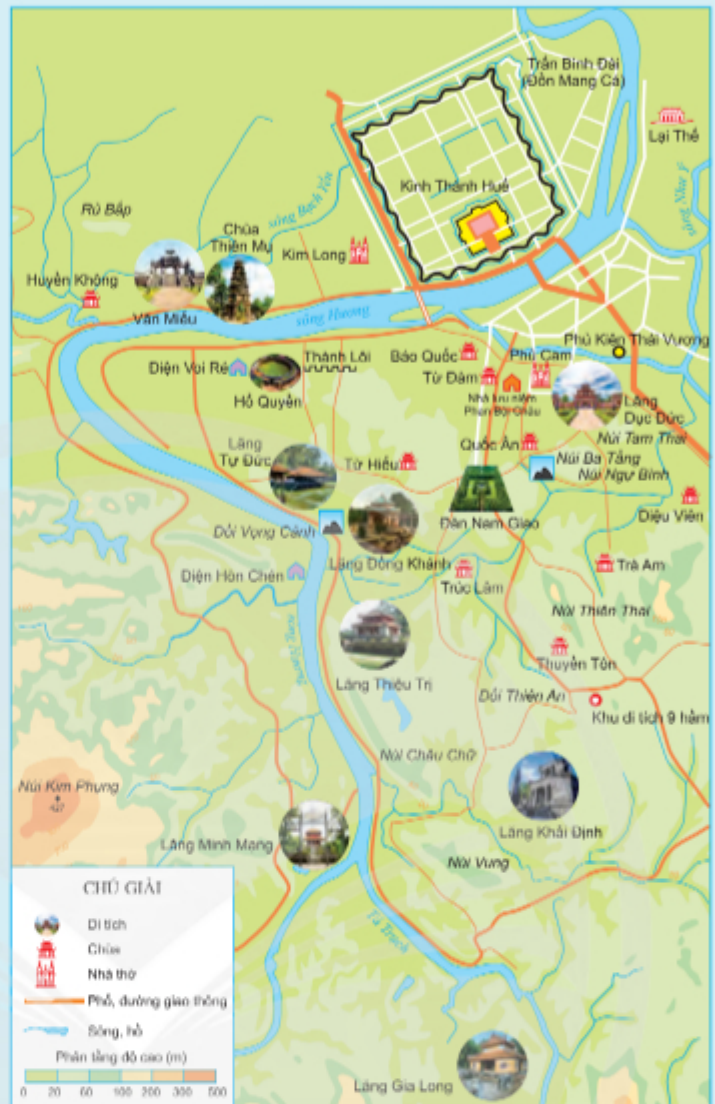 Trấn Bình Đài
(Đồn Mang Cá)
Lại Thế
Kinh Thành Huế
sông Như Ý
Rú Bắp
sông Bạch Yến
Chùa
Thiên Mụ
Kim Long
Huyền Không
Văn Miếu
sông Hương
Phủ Kiên Thái Vương
Điện Voi Ré
Thành Lồi
Báo Quốc
Phủ Cam
Từ Đàm
Hổ Quyền
Nhà lưu niệm
Phan Bội Châu
Lăng
Dục Đức
Núi Tam Thai
Lăng
Tự Đức
Từ Hiếu
Quốc Ân
Núi Ba Tầng
Núi Ngự Bình
Đồi Vọng Cảnh
Đàn Nam Giao
Diệu Viên
Điện Hòn Chén
Lăng Đồng Khánh
Trúc Lâm
Trà Am
Núi Thiên Thai
Thuyền Tôn
Lăng Thiệu Trị
Đồi Thiên An
Khu di tích 9 hầm
Núi Châu Chữ
Núi Kim Phụng
Lăng Khải Định
Lăng Minh Mạng
Núi Vung
Tả Trạch
Lăng Gia Long
CHÚ GIẢI
Di tích
Chùa
Nhà thờ
Phố, đường giao thông
Sông, hồ
Phân tầng độ cao (m)
0 20 60 100 200 300 500